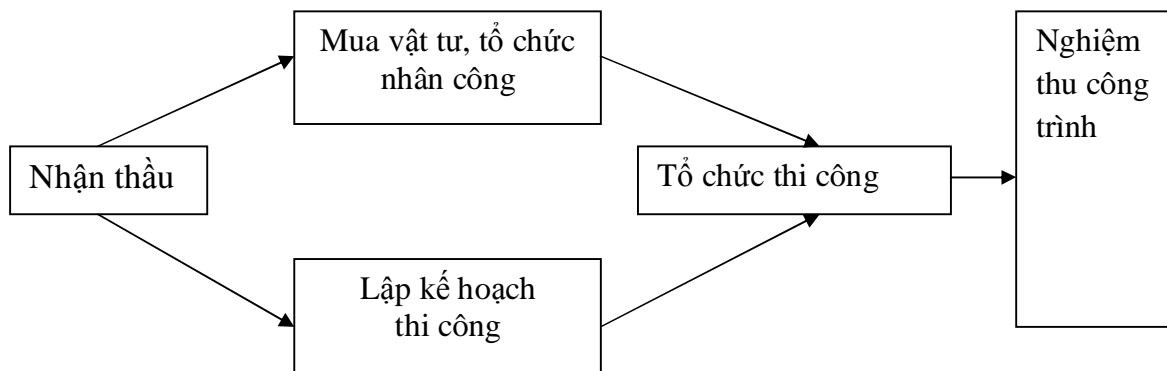 Nhận thầu
Mua vật tư, tổ chức
nhân công
Lập kế hoạch
thi công
Tổ chức thi công
Nghiệm
thu công
trình